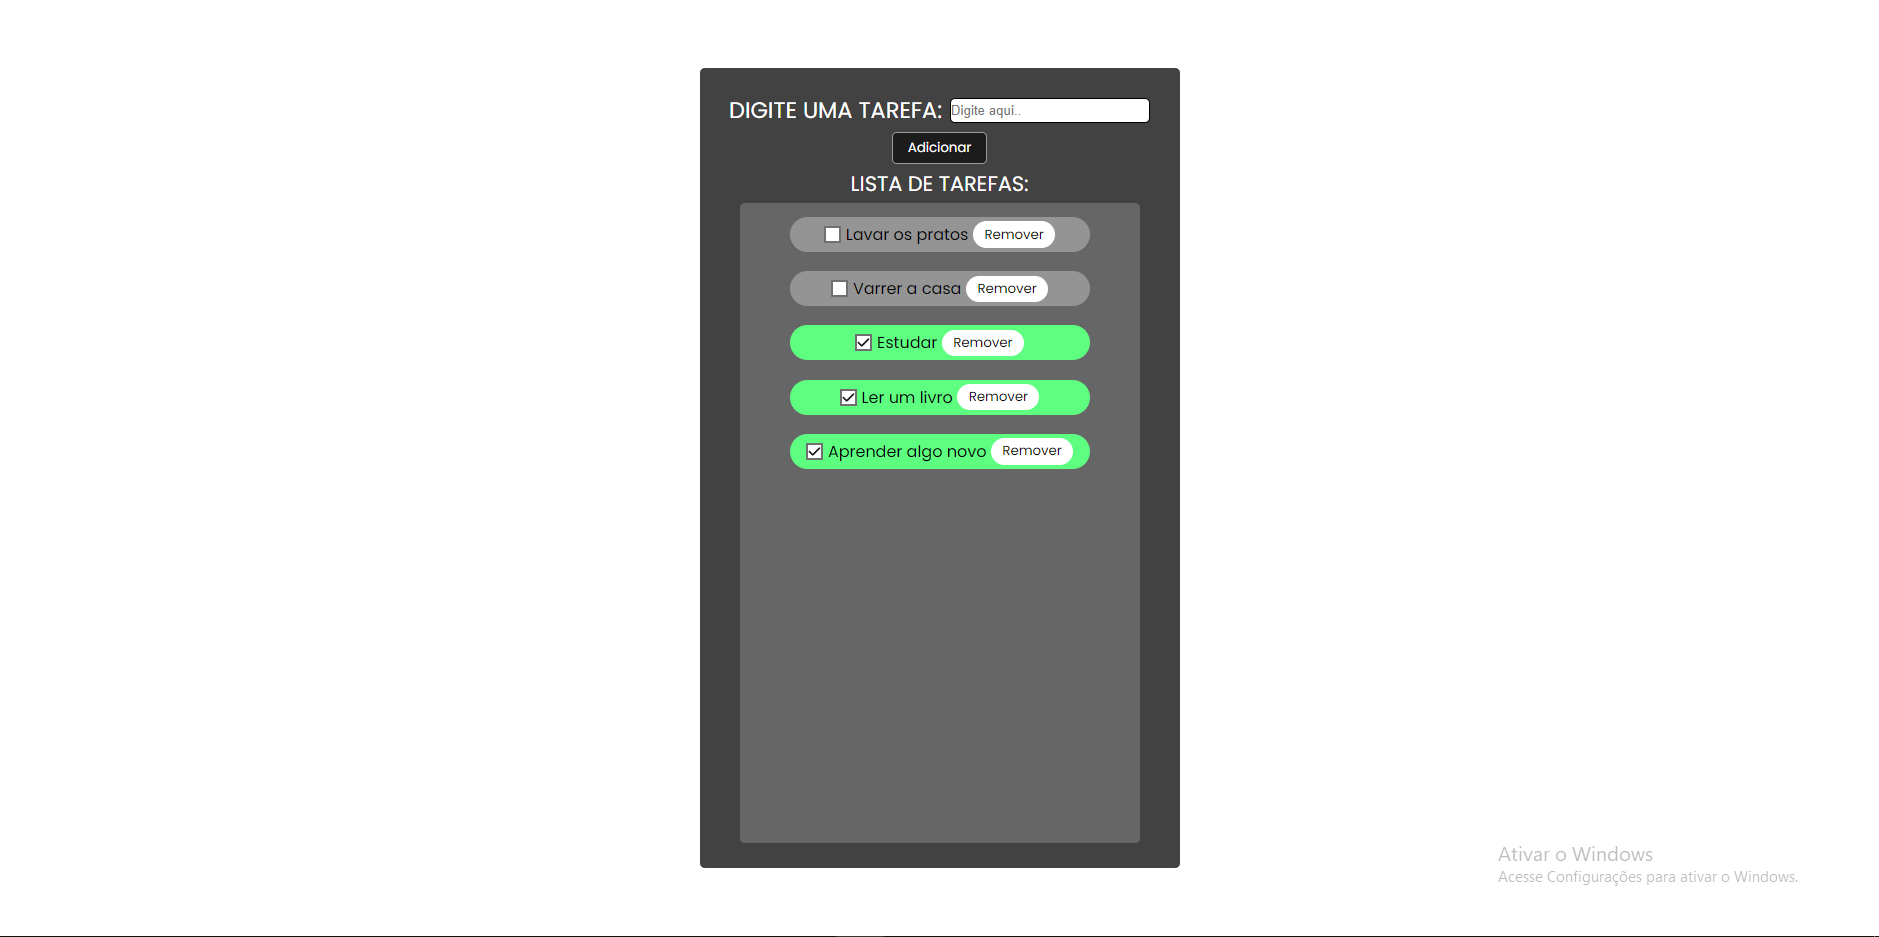 DIGITE UMA TAREFA: Digite aqui..
Adicionar
LISTA DE TAREFAS:
Lavar os pratos Remover
Varrer a casa Remover
Estudar Remover
Ler um livro Remover
Aprender algo novo Remover
Ativar o Windows
Acesse Configurações para ativar o Windows.